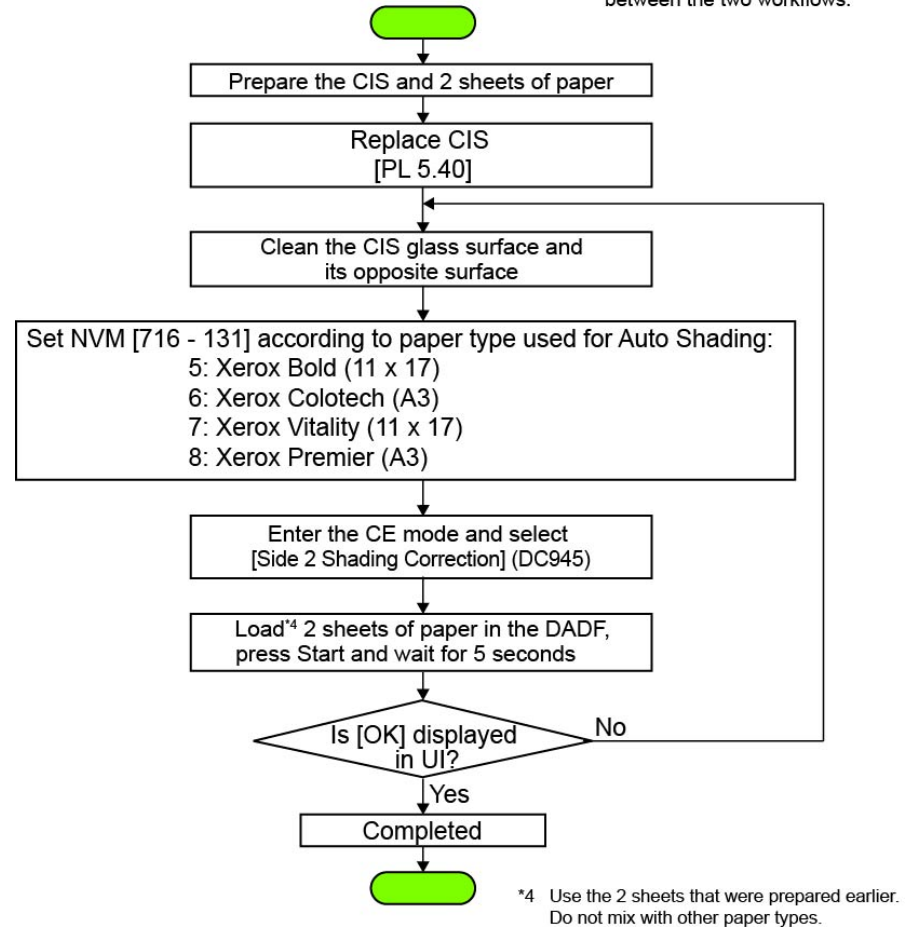 between the two workflows.
Prepare the CIS and 2 sheets of paper
Replace CIS
[PL 5.40]
Clean the CIS glass surface and
its opposite surface
Set NVM [716 - 131] according to paper type used for Auto Shading:
5: Xerox Bold (11 x 17)
6: Xerox Colotech (A3)
7: Xerox Vitality (11 x 17)
8: Xerox Premier (A3)
Enter the CE mode and select
[Side 2 Shading Correction] (DC945)
Load*4 2 sheets of paper in the DADF,
press Start and wait for 5 seconds
Is [OK] displayed
in UI?
No
Yes
Completed
*4 Use the 2 sheets that were prepared earlier.
Do not mix with other paper types.